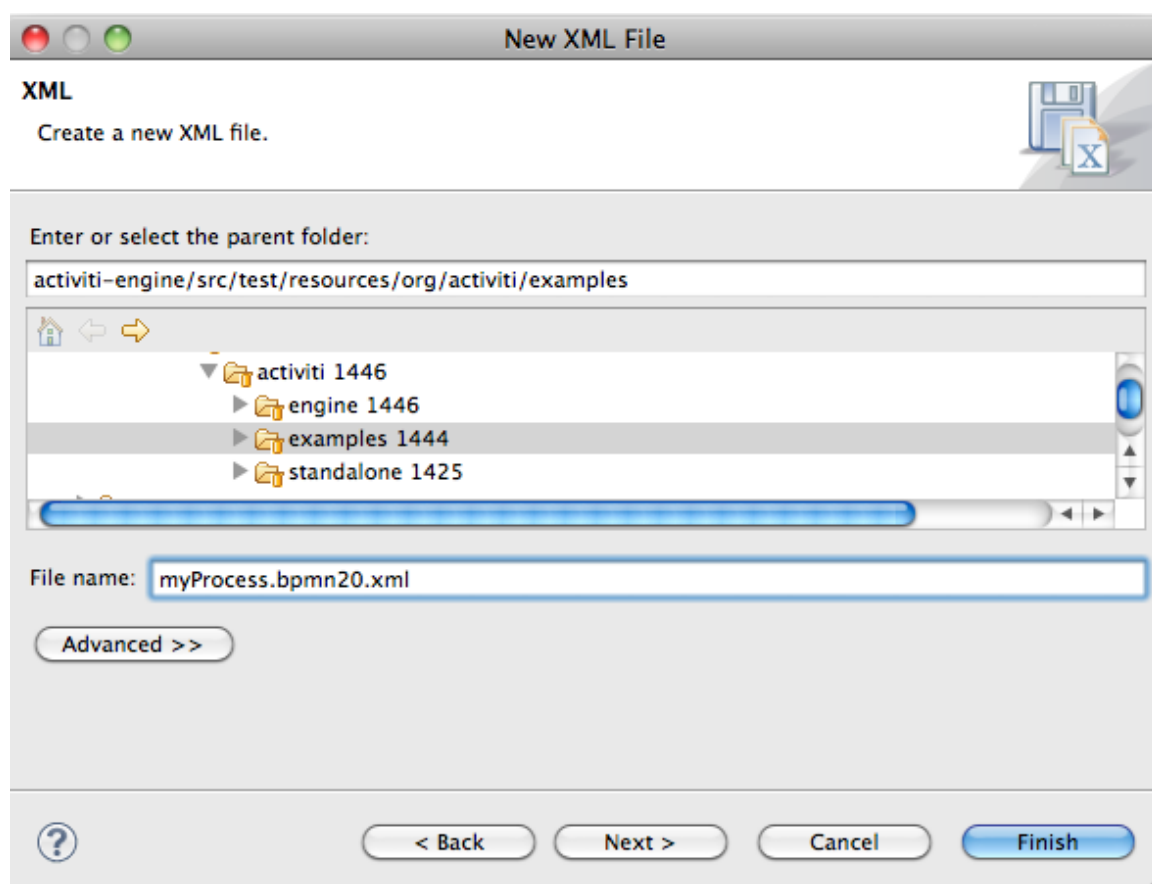 New XML File
XML
Create a new XML file.
X
Enter or select the parent folder:
activiti-engine/src/test/resources/org/activiti/examples
activiti 1446
engine 1446
examples 1444
standalone 1425
File name: myProcess.bpmn20.xml
Advanced >>
? < Back Next > Cancel Finish